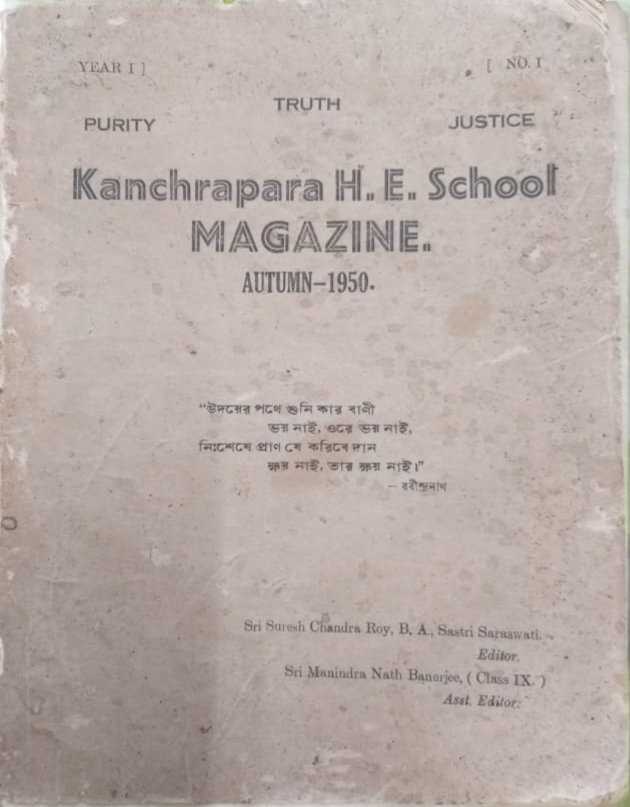 YEAR I ]
[ NO. I
TRUTH
PURITY
JUSTICE
Kanchrapara H. E. School
MAGAZINE.
AUTUMN–1950.
“উদয়ের পথে শুনি কার বাণী
ভয় নাই, ওরে ভয় নাই,
নিঃশেষে প্রাণ যে করিবে দান
ক্ষয় নাই, তার ক্ষয় নাই।”
– রবীন্দ্রনাথ
Sri Suresh Chandra Roy, B. A., Sastri Saraswati.
Editor.
Sri Manindra Nath Banerjee, ( Class IX. )
Asst. Editor.